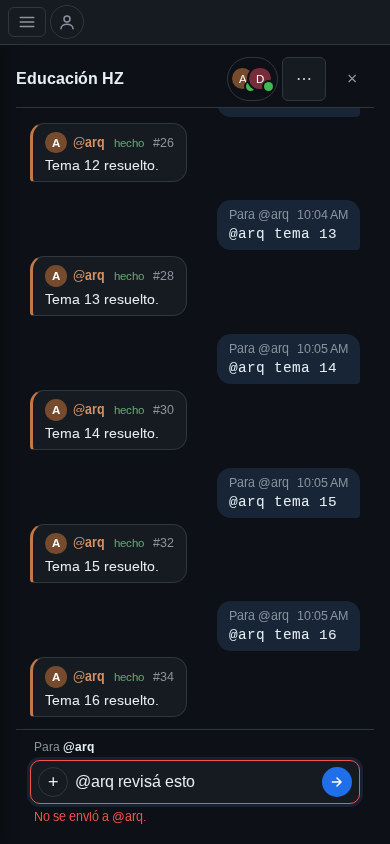 Educación HZ
A D
A @arq hecho #26
Tema 12 resuelto.
Para @arq 10:04 AM
@arq tema 13
A @arq hecho #28
Tema 13 resuelto.
Para @arq 10:05 AM
@arq tema 14
A @arq hecho #30
Tema 14 resuelto.
Para @arq 10:05 AM
@arq tema 15
A @arq hecho #32
Tema 15 resuelto.
Para @arq 10:05 AM
@arq tema 16
A @arq hecho #34
Tema 16 resuelto.
Para @arq
@arq revisá esto
No se envió a @arq.